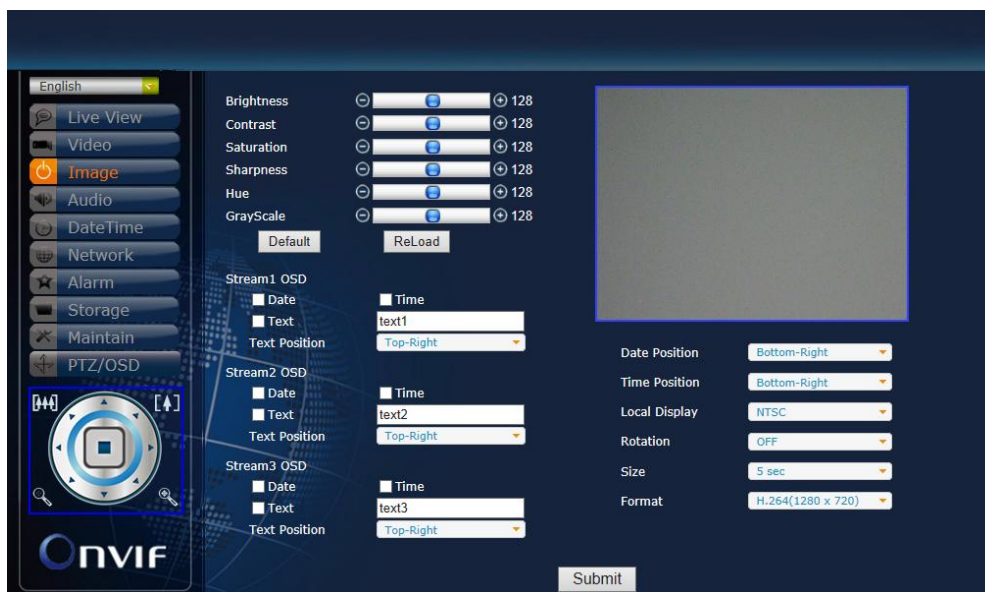 English
Live View
Video
Image
Audio
DateTime
Network
Alarm
Storage
Maintain
PTZ/OSD
Onvif
Brightness 128
Contrast 128
Saturation 128
Sharpness 128
Hue 128
GrayScale 128
Default ReLoad
Stream1 OSD
Date Time
Text text1
Text Position Top-Right
Stream2 OSD
Date Time
Text text2
Text Position Top-Right
Stream3 OSD
Date Time
Text text3
Text Position Top-Right
Date Position Bottom-Right
Time Position Bottom-Right
Local Display NTSC
Rotation OFF
Size 5 sec
Format H.264(1280 x 720)
Submit